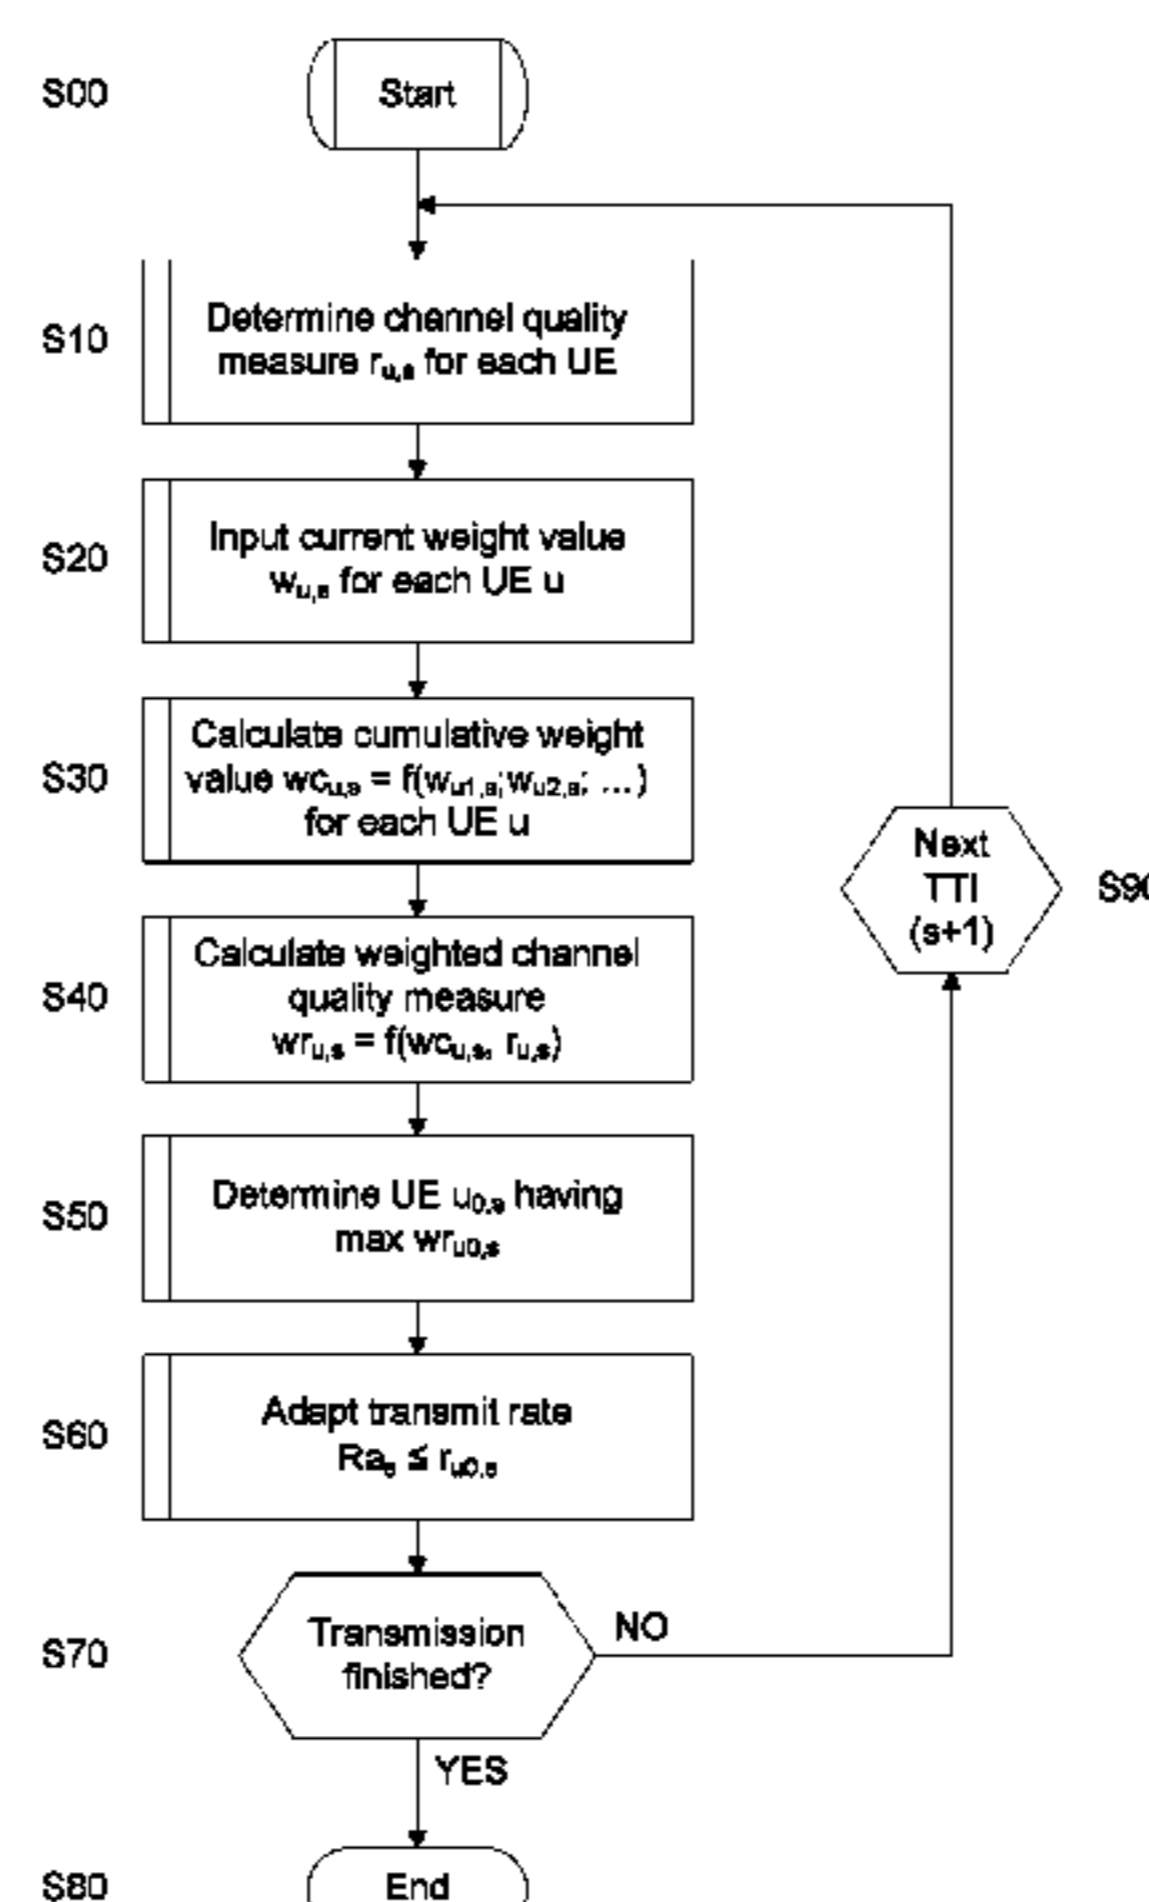 S00
Start
S10
Determine channel quality
measure r_u,s for each UE
S20
Input current weight value
w_u,s for each UE u
S30
Calculate cumulative weight
value wc_u,s = f(w_u1,s; w_u2,s; ...)
for each UE u
S40
Calculate weighted channel
quality measure
wr_u,s = f(wc_u,s, r_u,s)
S50
Determine UE u_0,s having
max wr_u0,s
S60
Adapt transmit rate
Ra_s ≤ r_u0,s
S70
Transmission
finished?
NO
YES
Next
TTI
(s+1)
S90
S80
End